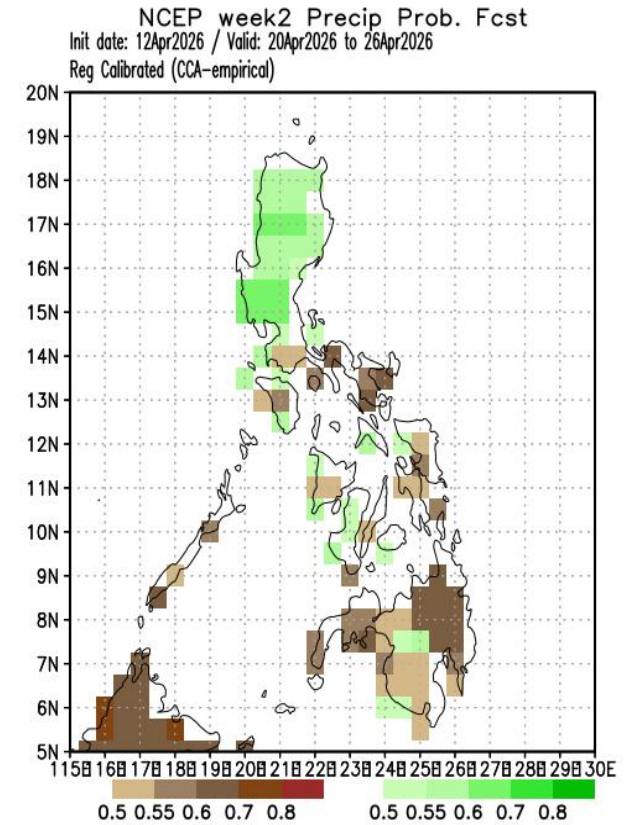 NCEP week2 Precip Prob. Fcst
Init date: 12Apr2026 / Valid: 20Apr2026 to 26Apr2026
Reg Calibrated (CCA-empirical)
20N
19N
18N
17N
16N
15N
14N
13N
12N
11N
10N
9N
8N
7N
6N
5N
115E 116E 117E 118E 119E 120E 121E 122E 123E 124E 125E 126E 127E 128E 129E 130E
0.5 0.55 0.6 0.7 0.8 0.5 0.55 0.6 0.7 0.8